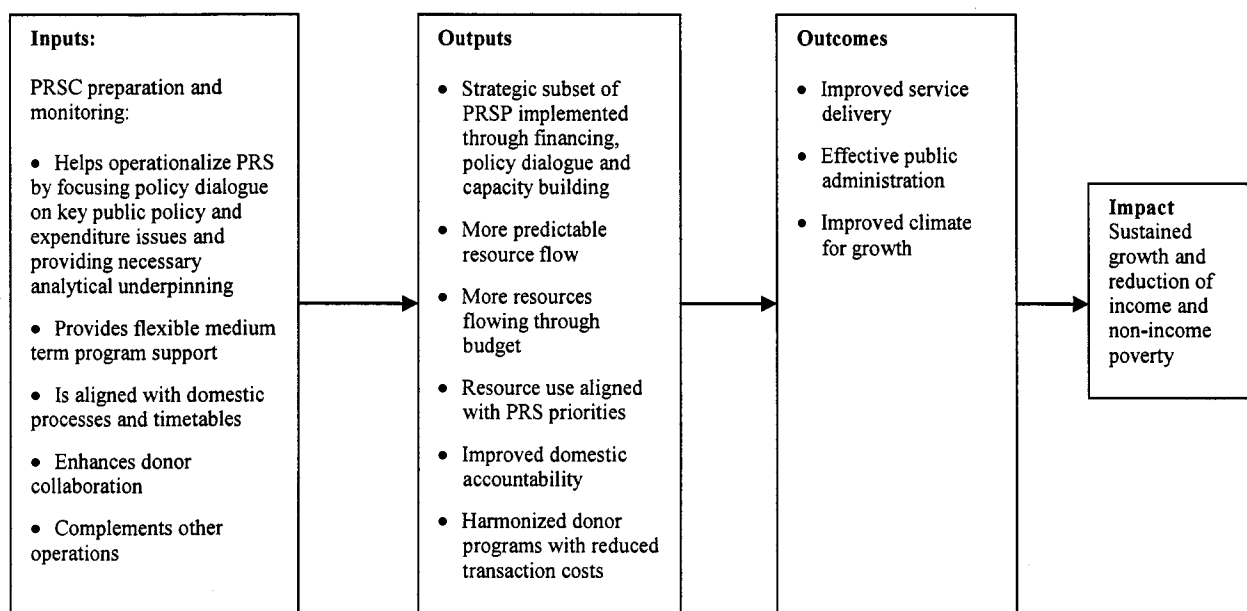 Inputs:
PRSC preparation and
monitoring:
• Helps operationalize PRS
by focusing policy dialogue
on key public policy and
expenditure issues and
providing necessary
analytical underpinning
• Provides flexible medium
term program support
• Is aligned with domestic
processes and timetables
• Enhances donor
collaboration
• Complements other
operations
Outputs
• Strategic subset of
PRSP implemented
through financing,
policy dialogue and
capacity building
• More predictable
resource flow
• More resources
flowing through
budget
• Resource use aligned
with PRS priorities
• Improved domestic
accountability
• Harmonized donor
programs with reduced
transaction costs
Outcomes
• Improved service
delivery
• Effective public
administration
• Improved climate
for growth
Impact
Sustained
growth and
reduction of
income and
non-income
poverty